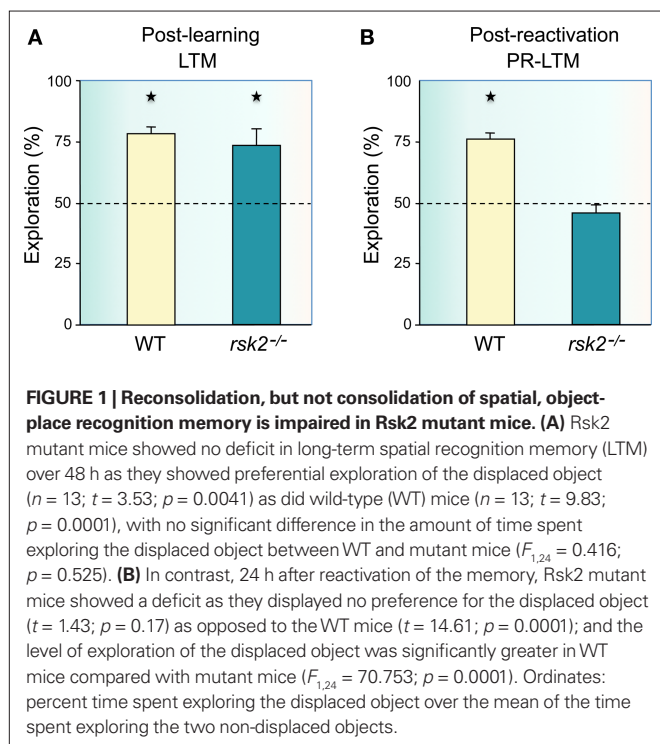 A
Post-learning
LTM
Exploration (%)
100
75
50
25
0
★
★
WT
rsk2-/-
B
Post-reactivation
PR-LTM
Exploration (%)
100
75
50
25
0
★
WT
rsk2-/-
FIGURE 1 | Reconsolidation, but not consolidation of spatial, object-
place recognition memory is impaired in Rsk2 mutant mice. (A) Rsk2
mutant mice showed no deficit in long-term spatial recognition memory (LTM)
over 48 h as they showed preferential exploration of the displaced object
(n = 13; t = 3.53; p = 0.0041) as did wild-type (WT) mice (n = 13; t = 9.83;
p = 0.0001), with no significant difference in the amount of time spent
exploring the displaced object between WT and mutant mice (F1,24 = 0.416;
p = 0.525). (B) In contrast, 24 h after reactivation of the memory, Rsk2 mutant
mice showed a deficit as they displayed no preference for the displaced object
(t = 1.43; p = 0.17) as opposed to the WT mice (t = 14.61; p = 0.0001); and the
level of exploration of the displaced object was significantly greater in WT
mice compared with mutant mice (F1,24 = 70.753; p = 0.0001). Ordinates:
percent time spent exploring the displaced object over the mean of the time
spent exploring the two non-displaced objects.